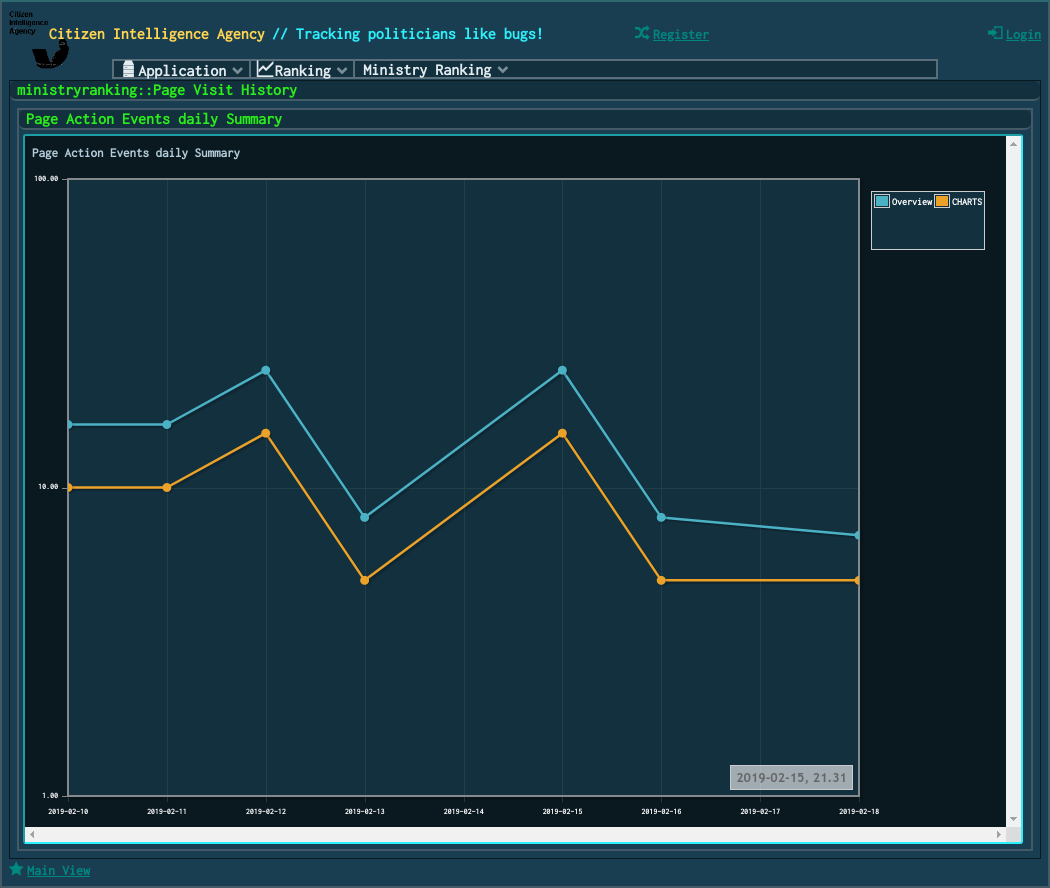 Citizen
Intelligence
Agency
Citizen Intelligence Agency // Tracking politicians like bugs!
Register
Login
Application
Ranking
Ministry Ranking
ministryranking::Page Visit History
Page Action Events daily Summary
Page Action Events daily Summary
100.00
Overview
CHARTS
10.00
2019-02-15, 21.31
1.00
2019-02-10 2019-02-11 2019-02-12 2019-02-13 2019-02-14 2019-02-15 2019-02-16 2019-02-17 2019-02-18
Main View